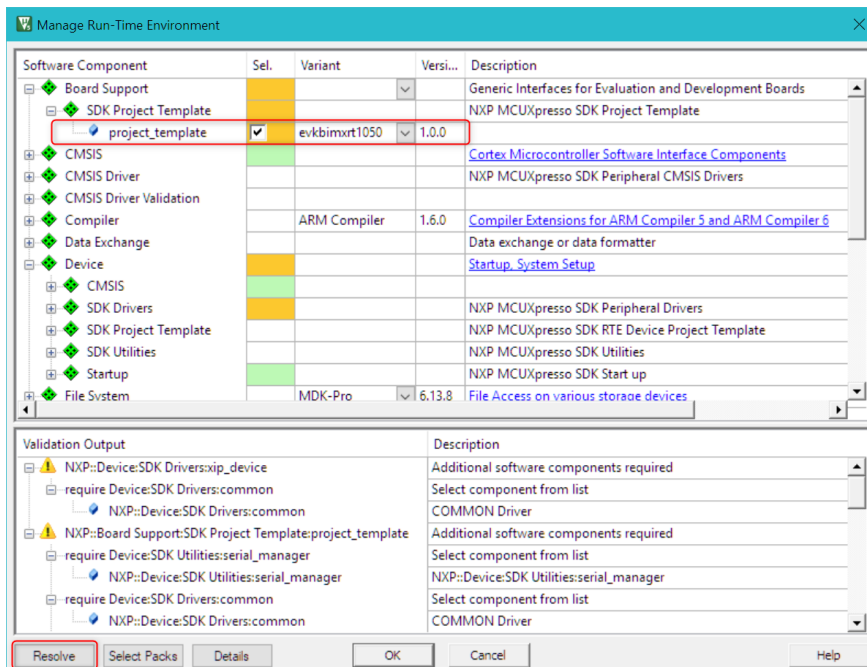 Manage Run-Time Environment
Software Component Sel. Variant Versi... Description
Board Support Generic Interfaces for Evaluation and Development Boards
SDK Project Template NXP MCUXpresso SDK Project Template
project_template evkbimxrt1050 1.0.0
CMSIS Cortex Microcontroller Software Interface Components
CMSIS Driver NXP MCUXpresso SDK Peripheral CMSIS Drivers
CMSIS Driver Validation
Compiler ARM Compiler 1.6.0 Compiler Extensions for ARM Compiler 5 and ARM Compiler 6
Data Exchange Data exchange or data formatter
Device Startup, System Setup
CMSIS
SDK Drivers NXP MCUXpresso SDK Peripheral Drivers
SDK Project Template NXP MCUXpresso SDK RTE Device Project Template
SDK Utilities NXP MCUXpresso SDK Utilities
Startup NXP MCUXpresso SDK Start up
File System MDK-Pro 6.13.8 File Access on various storage devices
Validation Output Description
NXP::Device:SDK Drivers:xip_device Additional software components required
require Device:SDK Drivers:common Select component from list
NXP::Device:SDK Drivers:common COMMON Driver
NXP::Board Support:SDK Project Template:project_template Additional software components required
require Device:SDK Utilities:serial_manager Select component from list
NXP::Device:SDK Utilities:serial_manager NXP::Device:SDK Utilities:serial_manager
require Device:SDK Drivers:common Select component from list
NXP::Device:SDK Drivers:common COMMON Driver
Resolve Select Packs Details OK Cancel Help